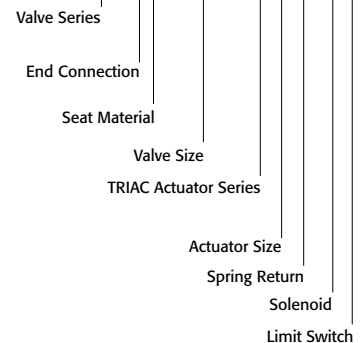 Valve Series
End Connection
Seat Material
Valve Size
TRIAC Actuator Series
Actuator Size
Spring Return
Solenoid
Limit Switch